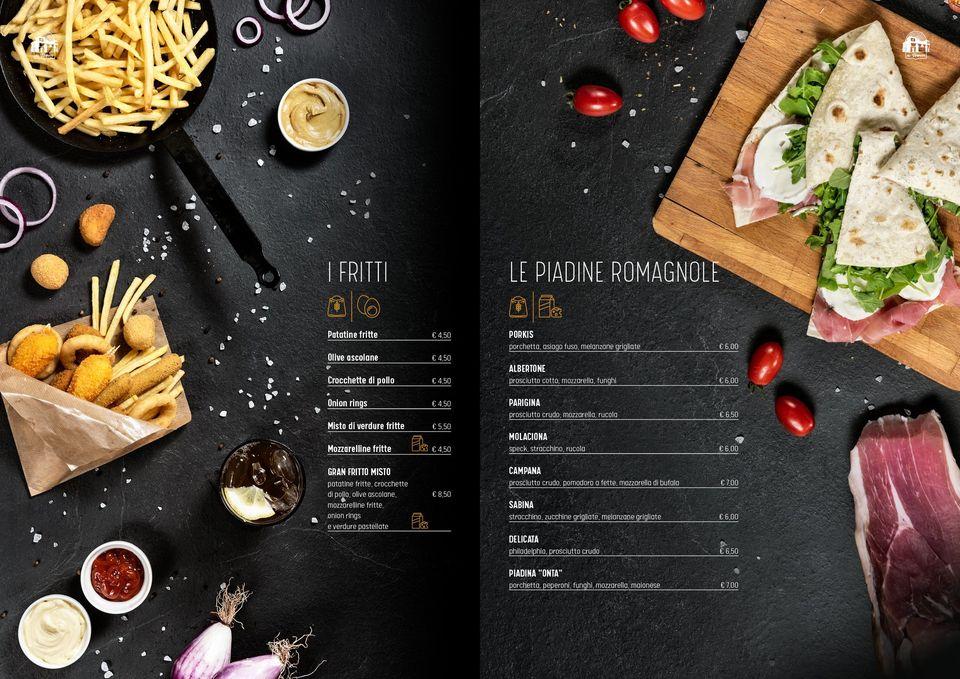 I FRITTI
Patatine fritte € 4,50
Olive ascolane € 4,50
Crocchette di pollo € 4,50
Onion rings € 4,50
Misto di verdure fritte € 5,50
Mozzarelline fritte € 4,50
GRAN FRITTO MISTO
patatine fritte, crocchette
di pollo, olive ascolane, € 8,50
mozzarelline fritte,
onion rings
e verdure pastellate
LE PIADINE ROMAGNOLE
PORKIS
porchetta, asiago fuso, melanzane grigliate € 6,00
ALBERTONE
prosciutto cotto, mozzarella, funghi € 6,00
PARIGINA
prosciutto crudo, mozzarella, rucola € 6,50
MOLACIONA
speck, stracchino, rucola € 6,00
CAMPANA
prosciutto crudo, pomodoro a fette, mozzarella di bufala € 7,00
SABINA
stracchino, zucchine grigliate, melanzane grigliate € 6,00
DELICATA
philadelphia, prosciutto crudo € 6,50
PIADINA "ONTA"
porchetta, peperoni, funghi, mozzarella, maionese € 7,00